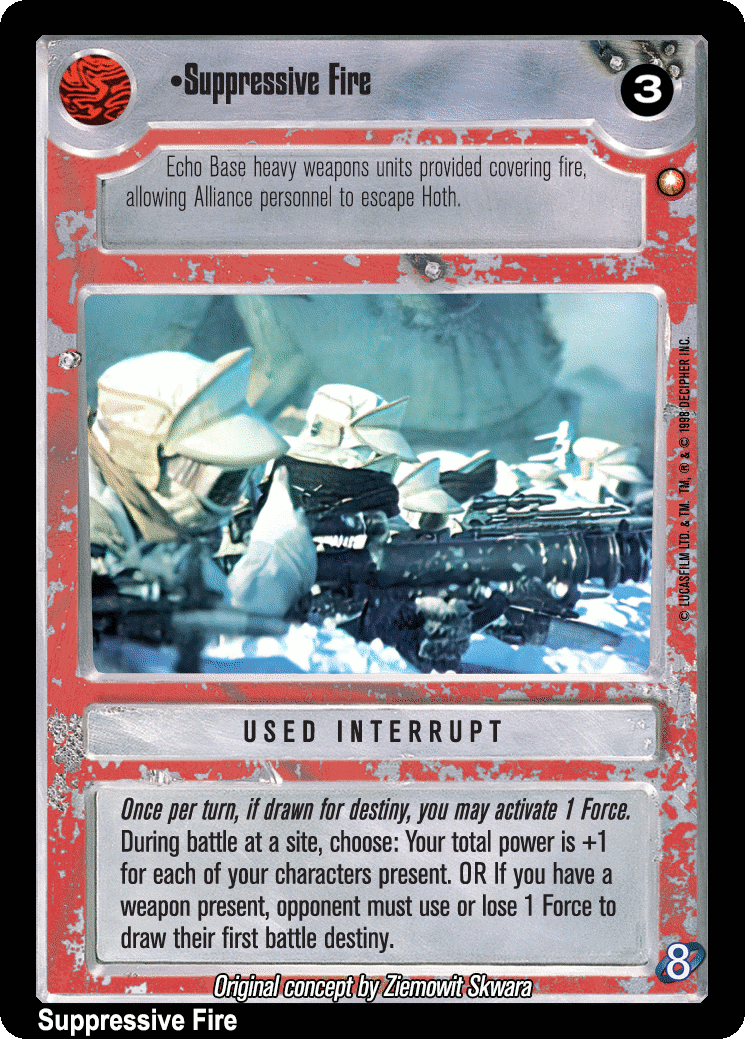 •Suppressive Fire
3
Echo Base heavy weapons units provided covering fire,
allowing Alliance personnel to escape Hoth.
© LUCASFILM LTD. & TM. TM, ® & © 1998 DECIPHER INC.
USED INTERRUPT
Once per turn, if drawn for destiny, you may activate 1 Force.
During battle at a site, choose: Your total power is +1
for each of your characters present. OR If you have a
weapon present, opponent must use or lose 1 Force to
draw their first battle destiny.
8
Original concept by Ziemowit Skwara
Suppressive Fire